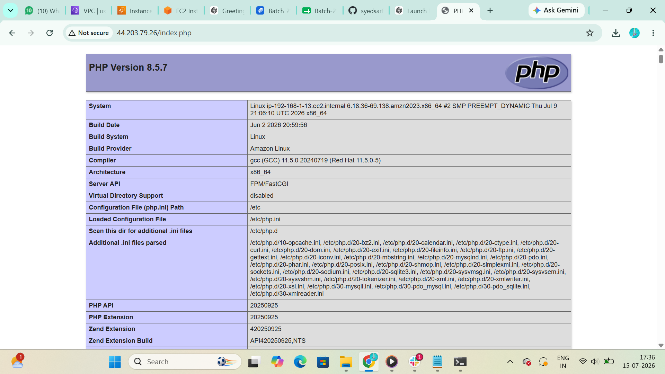 (10) Wh
VPC | u
Instanc
EC2 Ins
Greetin
Batch 2
Batch-
syedsa
Launch
PHP
Ask Gemini
Not secure
44.203.79.26/index.php
PHP Version 8.5.7
php
System Linux ip-192-168-1-13.ec2.internal 6.18.36-69.138.amzn2023.x86_64 #2 SMP PREEMPT_DYNAMIC Thu Jul 9
21:06:10 UTC 2026 x86_64
Build Date Jun 2 2026 20:59:56
Build System Linux
Build Provider Amazon Linux
Compiler gcc (GCC) 11.5.0 20240719 (Red Hat 11.5.0-5)
Architecture x86_64
Server API FPM/FastCGI
Virtual Directory Support disabled
Configuration File (php.ini) Path /etc
Loaded Configuration File /etc/php.ini
Scan this dir for additional .ini files /etc/php.d
Additional .ini files parsed /etc/php.d/10-opcache.ini, /etc/php.d/20-bz2.ini, /etc/php.d/20-calendar.ini, /etc/php.d/20-ctype.ini, /etc/php.d/20-
curl.ini, /etc/php.d/20-dom.ini, /etc/php.d/20-exif.ini, /etc/php.d/20-fileinfo.ini, /etc/php.d/20-ftp.ini, /etc/php.d/20-
gettext.ini, /etc/php.d/20-iconv.ini, /etc/php.d/20-mbstring.ini, /etc/php.d/20-mysqlnd.ini, /etc/php.d/20-pdo.ini,
/etc/php.d/20-phar.ini, /etc/php.d/20-posix.ini, /etc/php.d/20-shmop.ini, /etc/php.d/20-simplexml.ini, /etc/php.d/20-
sockets.ini, /etc/php.d/20-sodium.ini, /etc/php.d/20-sqlite3.ini, /etc/php.d/20-sysvmsg.ini, /etc/php.d/20-sysvsem.ini,
/etc/php.d/20-sysvshm.ini, /etc/php.d/20-tokenizer.ini, /etc/php.d/20-xml.ini, /etc/php.d/20-xmlwriter.ini,
/etc/php.d/20-xsl.ini, /etc/php.d/30-mysqli.ini, /etc/php.d/30-pdo_mysql.ini, /etc/php.d/30-pdo_sqlite.ini,
/etc/php.d/30-xmlreader.ini
PHP API 20250925
PHP Extension 20250925
Zend Extension 420250925
Zend Extension Build API420250925,NTS
Search
ENG
IN
17:36
15-07-2026